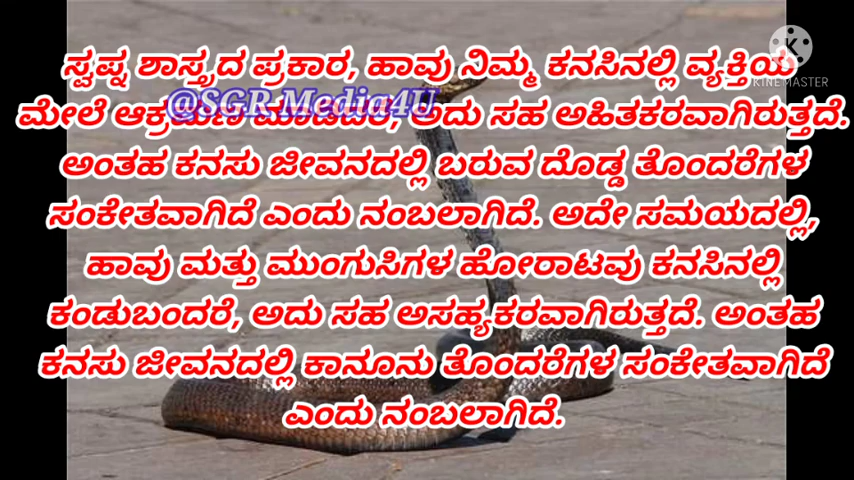 ಸ್ವಪ್ನ ಶಾಸ್ತ್ರದ ಪ್ರಕಾರ, ಹಾವು ನಿಮ್ಮ ಕನಸಿನಲ್ಲಿ ವ್ಯಕ್ತಿಯ
KINEMASTER
@SGR Media4U
ಮೇಲೆ ಅದು ಸಹ ಅಹಿತಕರವಾಗಿರುತ್ತದೆ.
ಅಂತಹ ಕನಸು ಜೀವನದಲ್ಲಿ ಬರುವ ದೊಡ್ಡ ತೊಂದರೆಗಳ
ಸಂಕೇತವಾಗಿದೆ ಎಂದು ನಂಬಲಾಗಿದೆ. ಅದೇ ಸಮಯದಲ್ಲಿ,
ಹಾವು ಮತ್ತು ಮುಂಗುಸಿಗಳ ಹೋರಾಟವು ಕನಸಿನಲ್ಲಿ
ಕಂಡುಬಂದರೆ, ಅದು ಸಹ ಅಸಹ್ಯಕರವಾಗಿರುತ್ತದೆ. ಅಂತಹ
ಕನಸು ಜೀವನದಲ್ಲಿ ಕಾನೂನು ತೊಂದರೆಗಳ ಸಂಕೇತವಾಗಿದೆ
ಎಂದು ನಂಬಲಾಗಿದೆ.